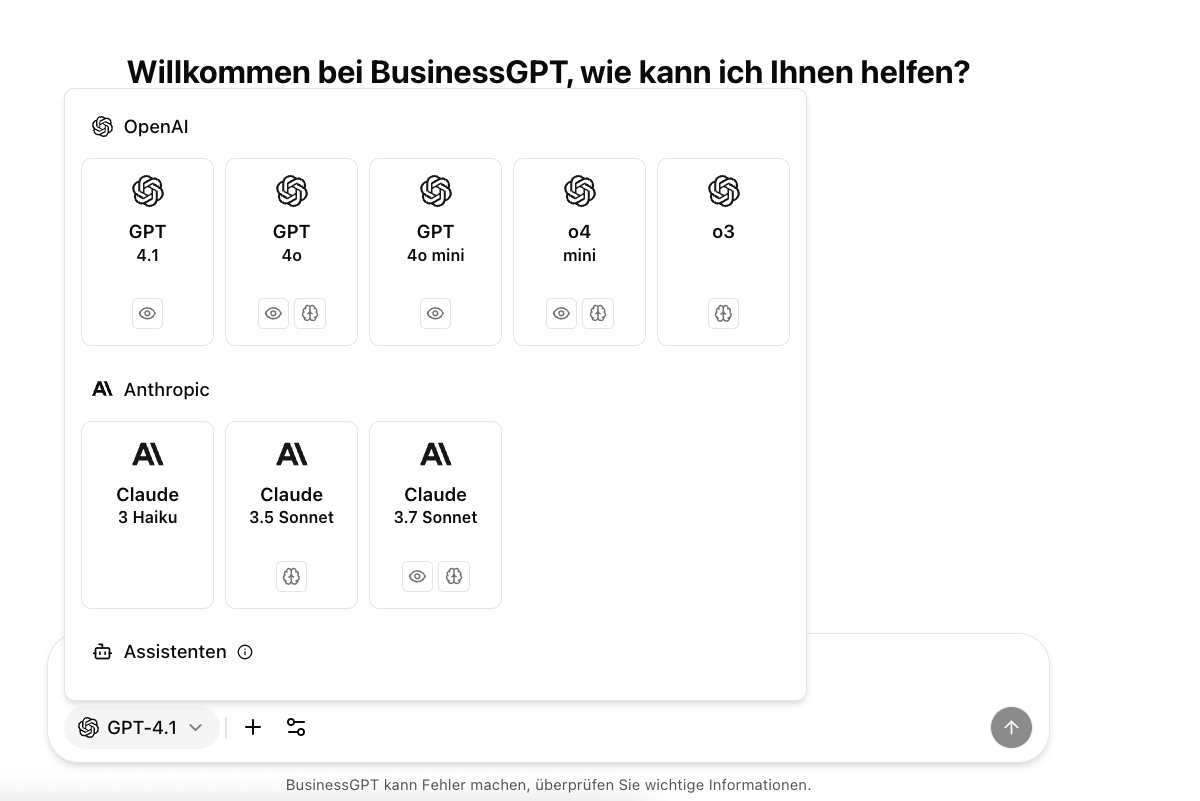 Willkommen bei BusinessGPT, wie kann ich Ihnen helfen?
OpenAI
GPT
4.1
GPT
4o
GPT
4o mini
o4
mini
o3
Anthropic
Claude
3 Haiku
Claude
3.5 Sonnet
Claude
3.7 Sonnet
Assistenten
GPT-4.1
BusinessGPT kann Fehler machen, überprüfen Sie wichtige Informationen.